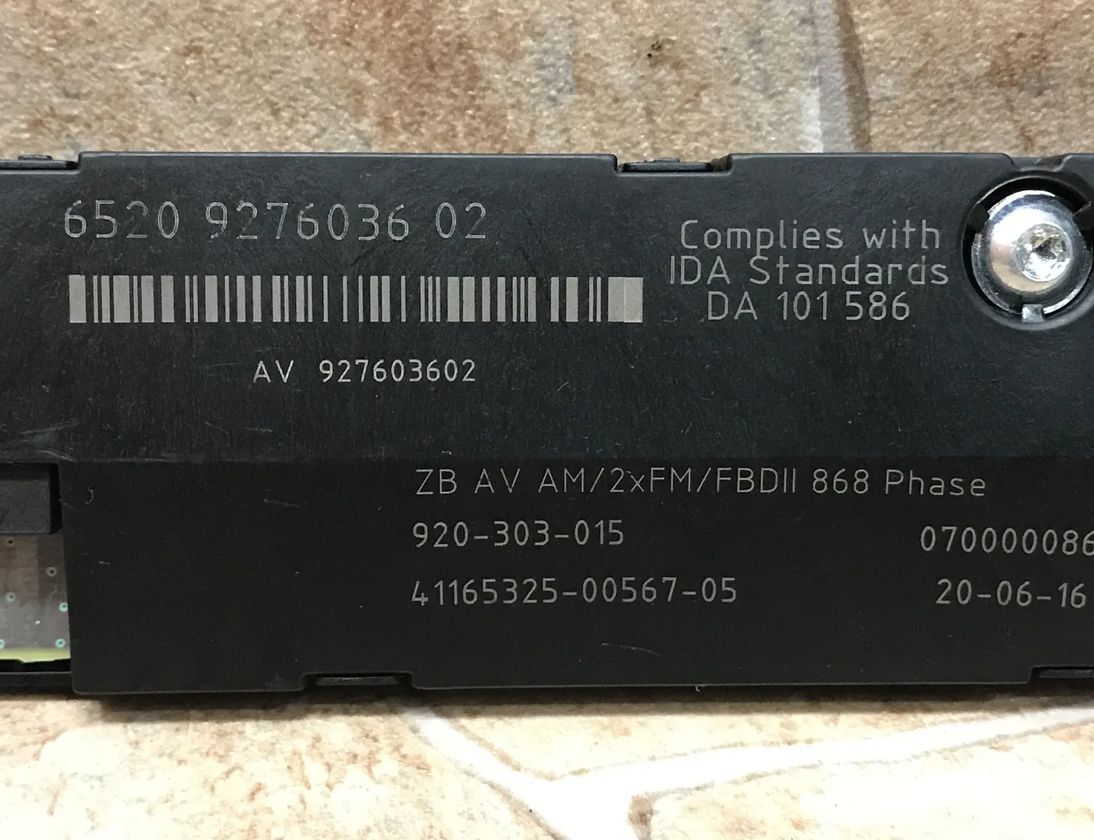 6520 9276036 02
Complies with
IDA Standards
DA 101 586
AV 927603602
ZB AV AM/2xFM/FBDII 868 Phase
920-303-015
070000086
41165325-00567-05
20-06-16